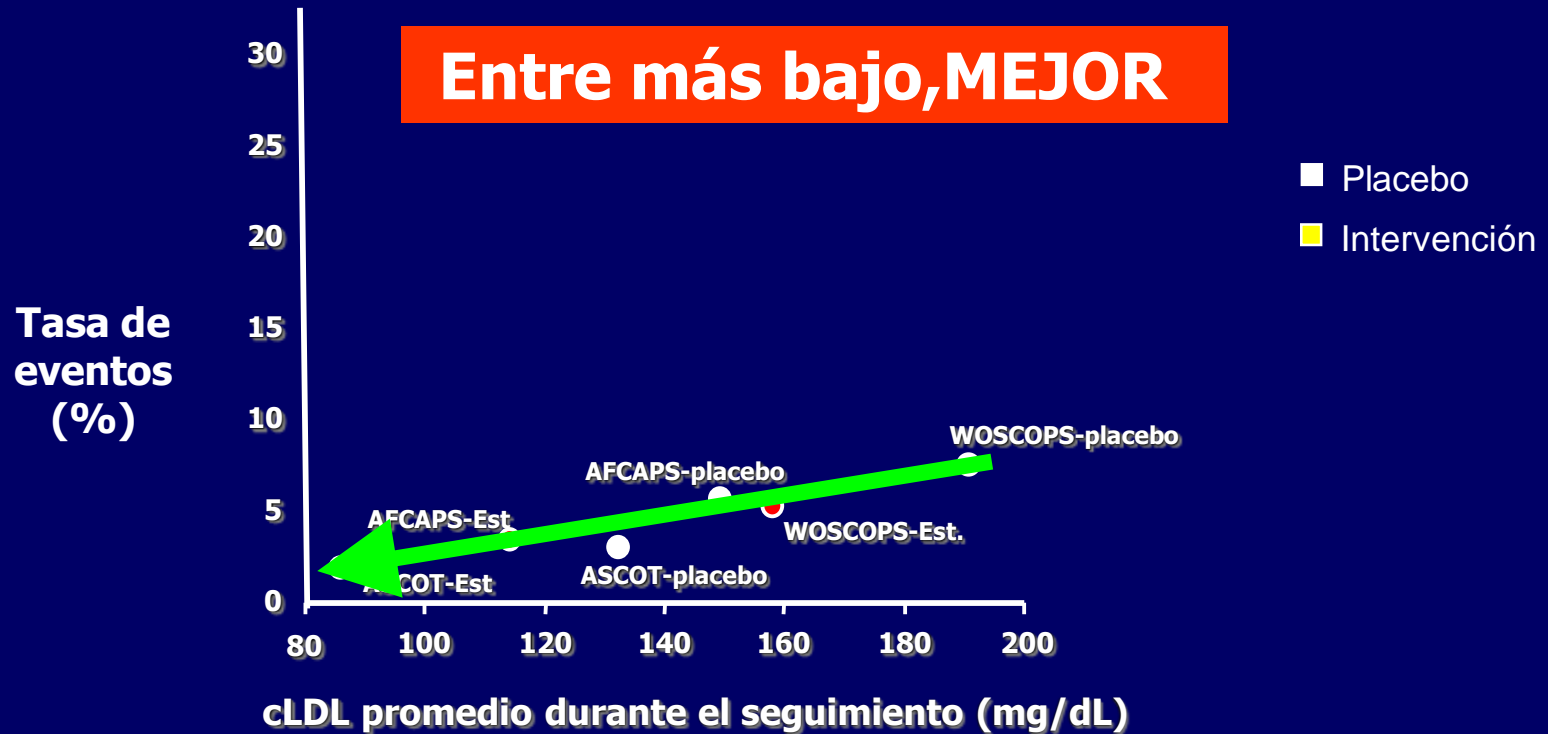 Entre más bajo,MEJOR
30
25
20
15
10
5
0
Tasa de
eventos
(%)
Placebo
Intervención
WOSCOPS-placebo
AFCAPS-placebo
AFCAPS-Est
WOSCOPS-Est.
ASCOT-placebo
COT-Est
80
100
120
140
160
180
200
cLDL promedio durante el seguimiento (mg/dL)